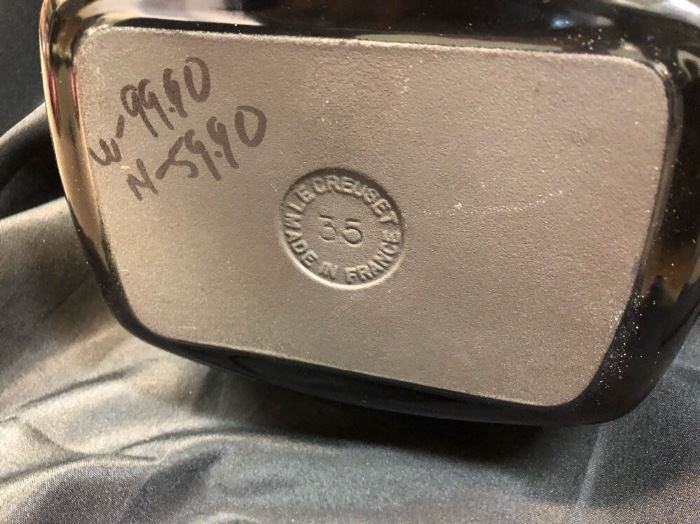 W-99.90
N-59.90
LE CREUSET
35
MADE IN FRANCE